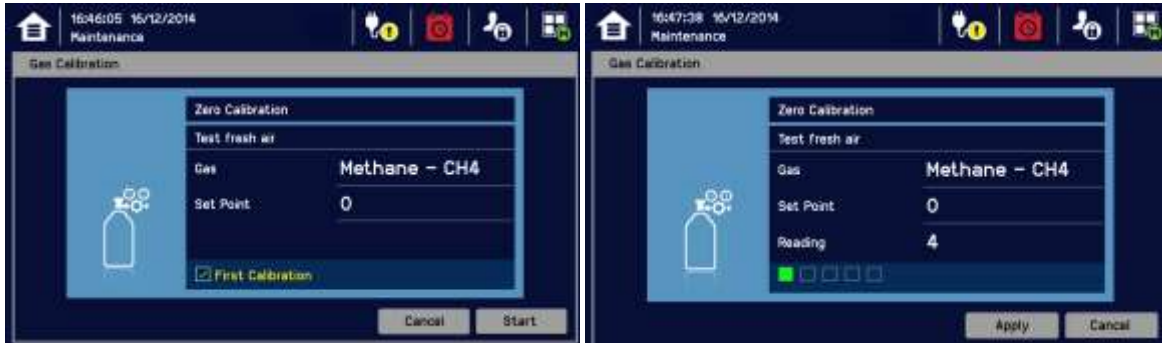 16:46:05 16/12/2014
Maintenance
Gas Calibration
Zero Calibration
Test fresh air
Gas Methane - CH4
Set Point 0
First Calibration
Cancel Start
16:47:38 16/12/2014
Maintenance
Gas Calibration
Zero Calibration
Test fresh air
Gas Methane - CH4
Set Point 0
Reading 4
Apply Cancel